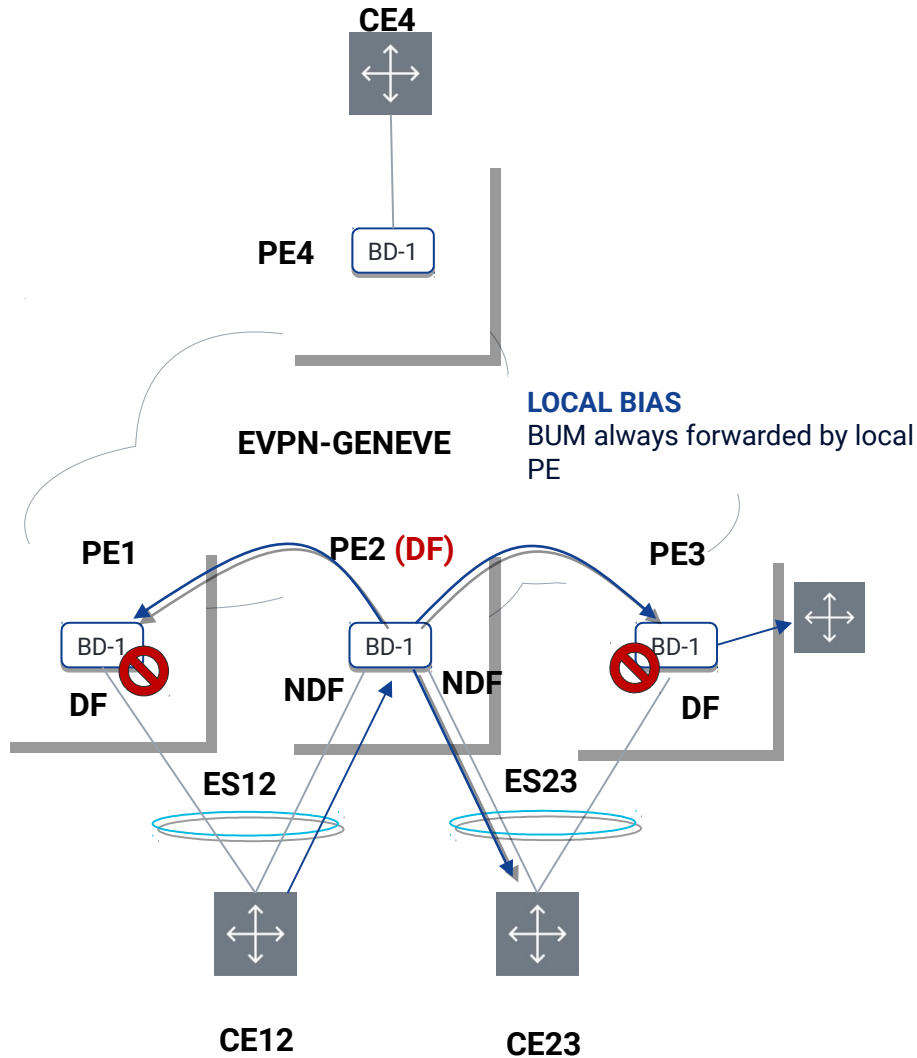 CE4
PE4
BD-1
LOCAL BIAS
BUM always forwarded by local
PE
EVPN-GENEVE
PE1
PE2 (DF)
PE3
BD-1
BD-1
BD-1
DF
NDF
NDF
DF
ES12
ES23
CE12
CE23